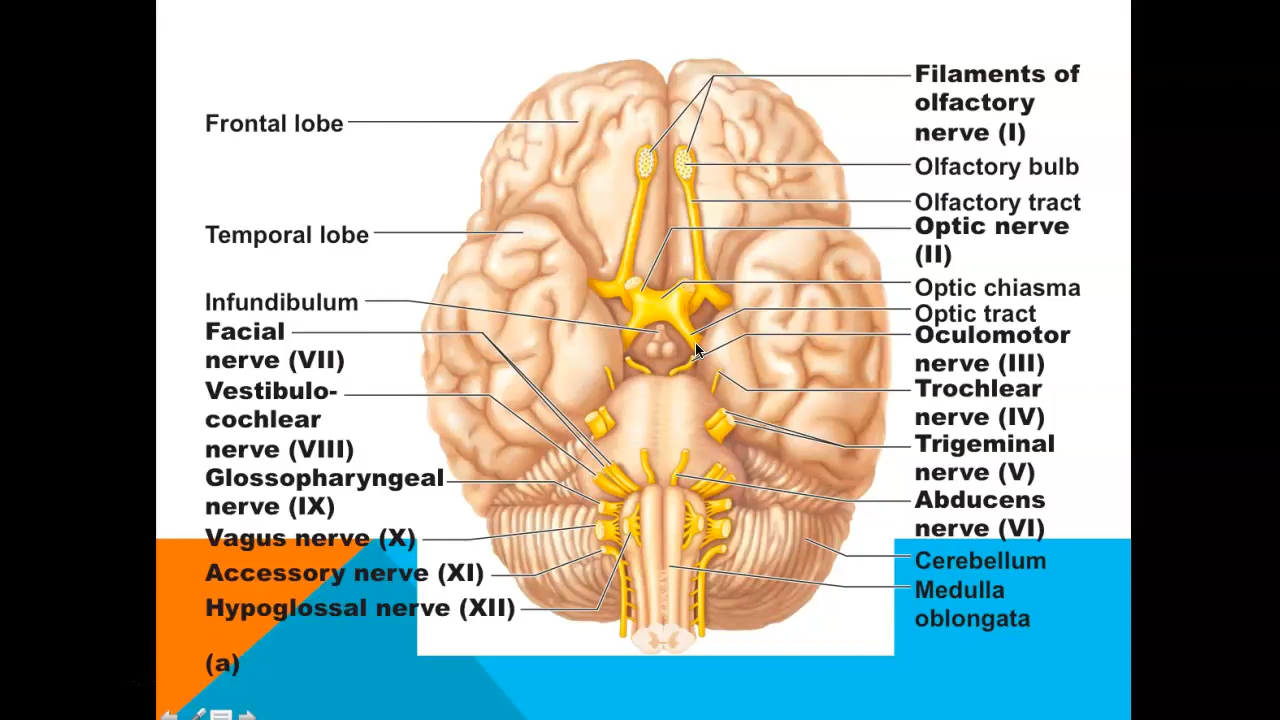 Frontal lobe
Temporal lobe
Infundibulum
Facial
nerve (VII)
Vestibulo-
cochlear
nerve (VIII)
Glossopharyngeal
nerve (IX)
Vagus nerve (X)
Accessory nerve (XI)
Hypoglossal nerve (XII)
(a)
Filaments of
olfactory
nerve (I)
Olfactory bulb
Olfactory tract
Optic nerve
(II)
Optic chiasma
Optic tract
Oculomotor
nerve (III)
Trochlear
nerve (IV)
Trigeminal
nerve (V)
Abducens
nerve (VI)
Cerebellum
Medulla
oblongata